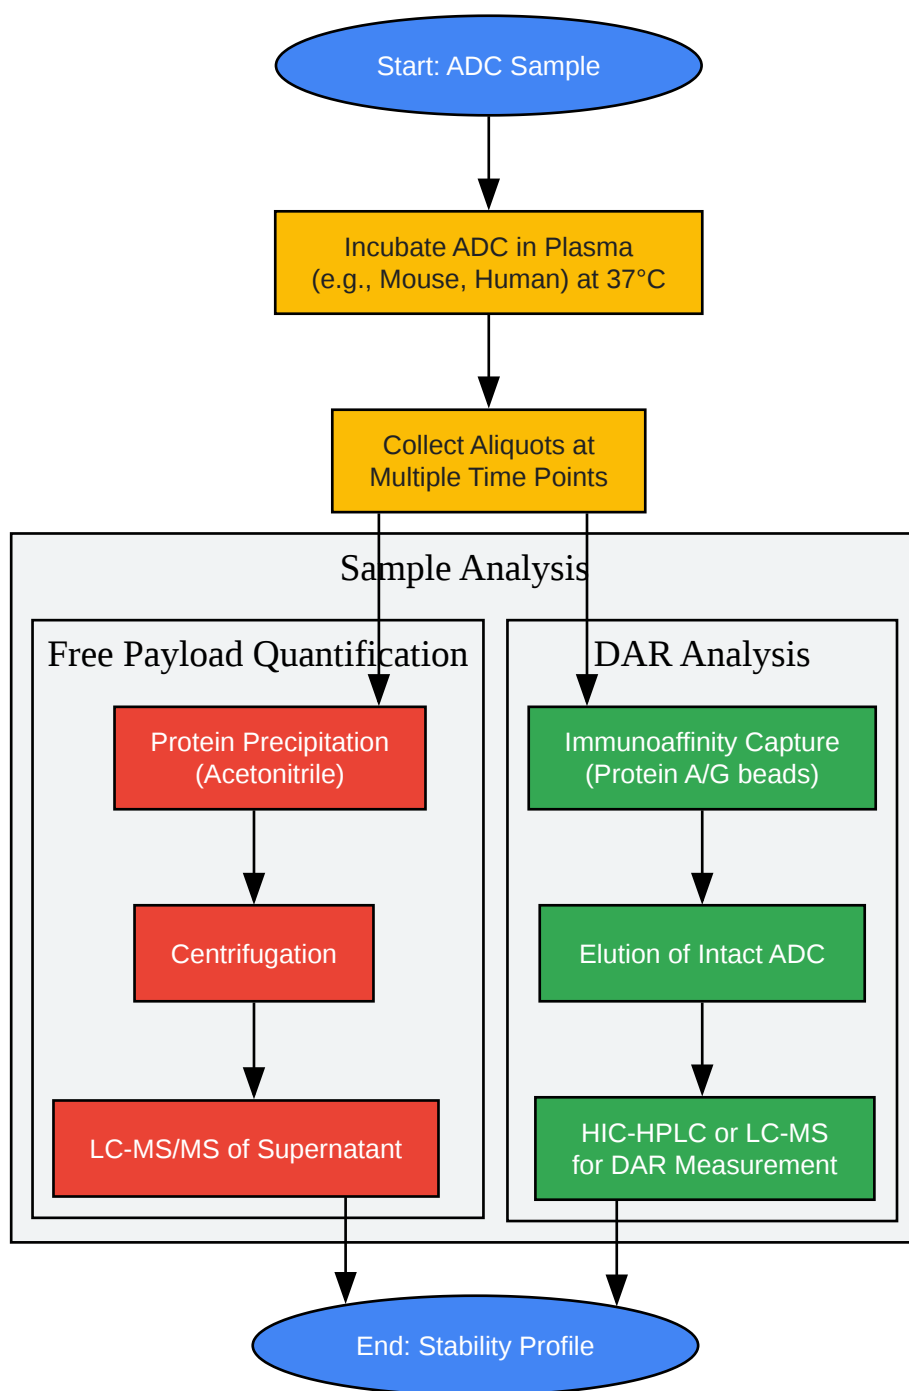 Start: ADC Sample
Incubate ADC in Plasma
(e.g., Mouse, Human) at 37°C
Collect Aliquots at
Multiple Time Points
Sample Analysis
Free Payload Quantification
Protein Precipitation
(Acetonitrile)
Centrifugation
LC-MS/MS of Supernatant
DAR Analysis
Immunoaffinity Capture
(Protein A/G beads)
Elution of Intact ADC
HIC-HPLC or LC-MS
for DAR Measurement
End: Stability Profile